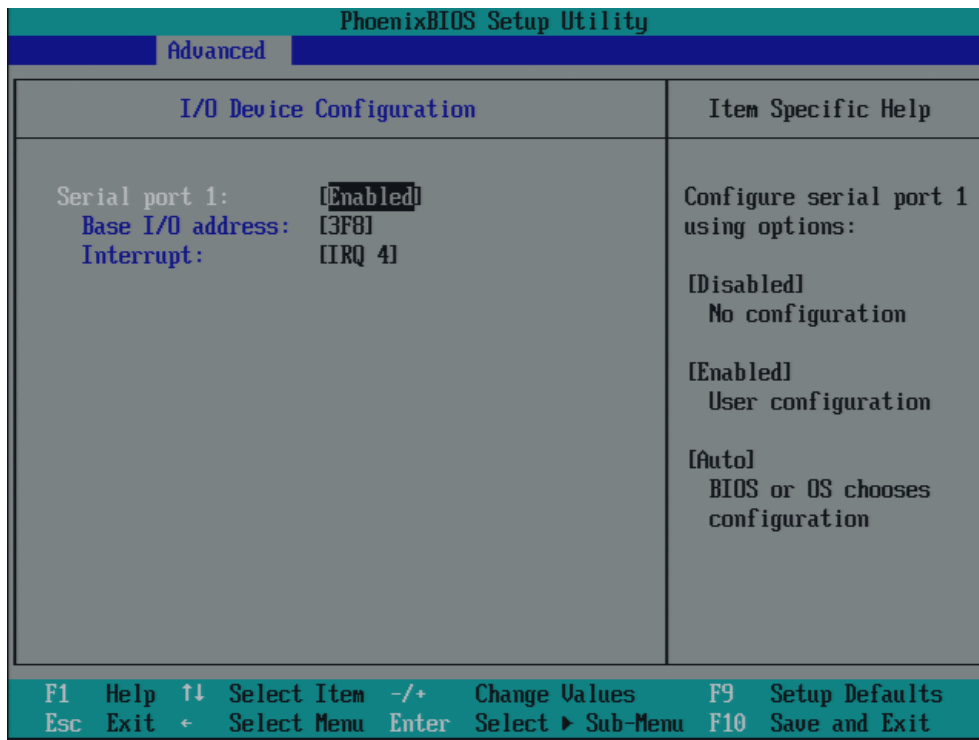 PhoenixBIOS Setup Utility
Advanced
I/O Device Configuration
Item Specific Help
Serial port 1: [Enabled]
Base I/O address: [3F8]
Interrupt: [IRQ 4]
Configure serial port 1
using options:
[Disabled]
No configuration
[Enabled]
User configuration
[Auto]
BIOS or OS chooses
configuration
F1 Help ↑↓ Select Item -/+ Change Values F9 Setup Defaults
Esc Exit ← Select Menu Enter Select ▶ Sub-Menu F10 Save and Exit